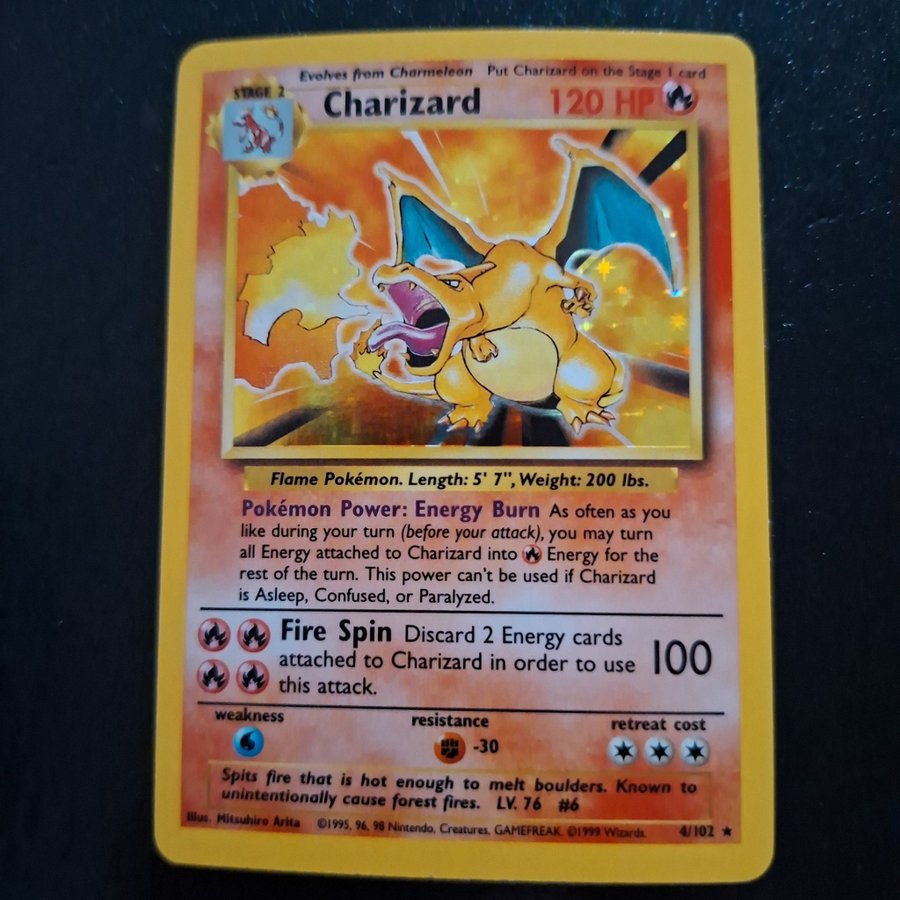 Evolves from Charmeleon Put Charizard on the Stage 1 card
STAGE 2
Charizard 120 HP
Flame Pokémon. Length: 5' 7", Weight: 200 lbs.
Pokémon Power: Energy Burn As often as you
like during your turn (before your attack), you may turn
all Energy attached to Charizard into Energy for the
rest of the turn. This power can't be used if Charizard
is Asleep, Confused, or Paralyzed.
Fire Spin Discard 2 Energy cards
attached to Charizard in order to use
this attack.
100
weakness
resistance
-30
retreat cost
Spits fire that is hot enough to melt boulders. Known to
unintentionally cause forest fires. LV. 76 #6
Illus. Mitsuhiro Arita ©1995, 96, 98 Nintendo, Creatures, GAMEFREAK. ©1999 Wizards. 4/102 ★